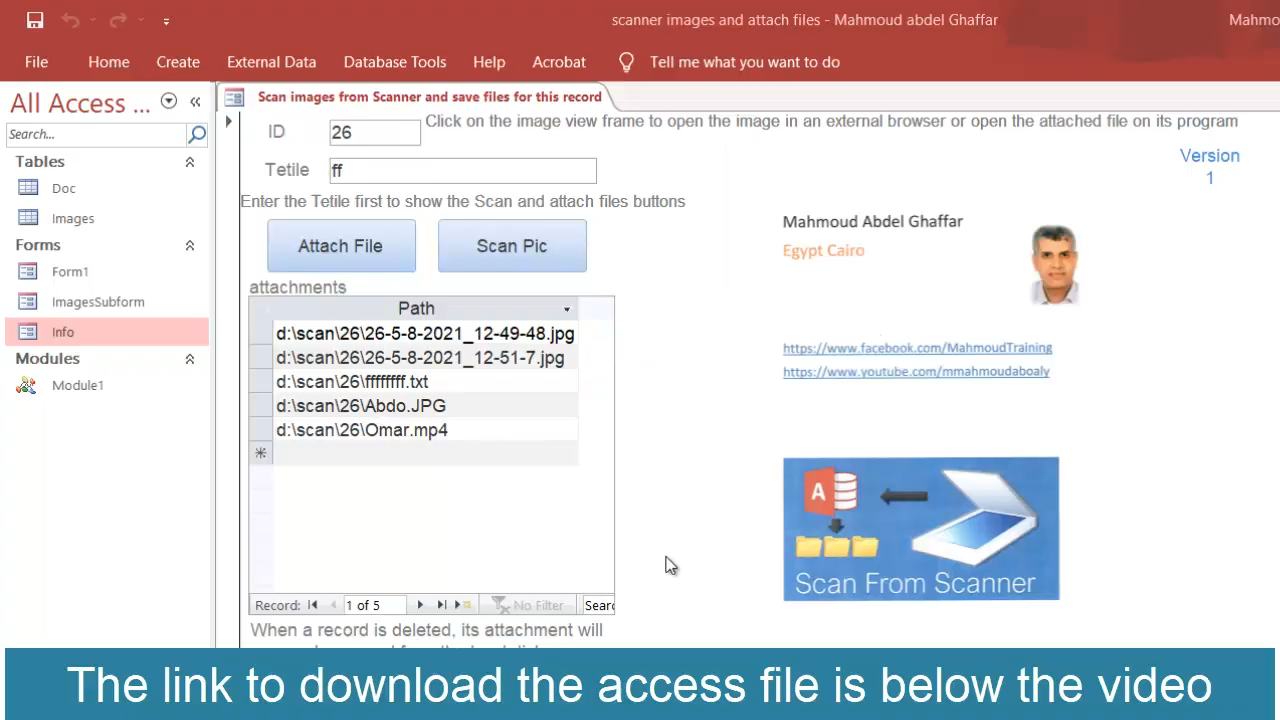 scanner images and attach files - Mahmoud abdel Ghaffar
Mahmo
File Home Create External Data Database Tools Help Acrobat Tell me what you want to do
All Access ...
Search...
Tables
Doc
Images
Forms
Form1
ImagesSubform
Info
Modules
Module1
Scan images from Scanner and save files for this record
ID 26
Click on the image view frame to open the image in an external browser or open the attached file on its program
Tetile ff
Version
1
Enter the Tetile first to show the Scan and attach files buttons
Attach File Scan Pic
Mahmoud Abdel Ghaffar
Egypt Cairo
attachments
Path
d:\scan\26\26-5-8-2021_12-49-48.jpg
d:\scan\26\26-5-8-2021_12-51-7.jpg
d:\scan\26\ffffffff.txt
d:\scan\26\Abdo.JPG
d:\scan\26\Omar.mp4
https://www.facebook.com/MahmoudTraining
https://www.youtube.com/mmahmoudaboaly
A
Scan From Scanner
Record: 1 of 5 No Filter Sear
When a record is deleted, its attachment will
The link to download the access file is below the video